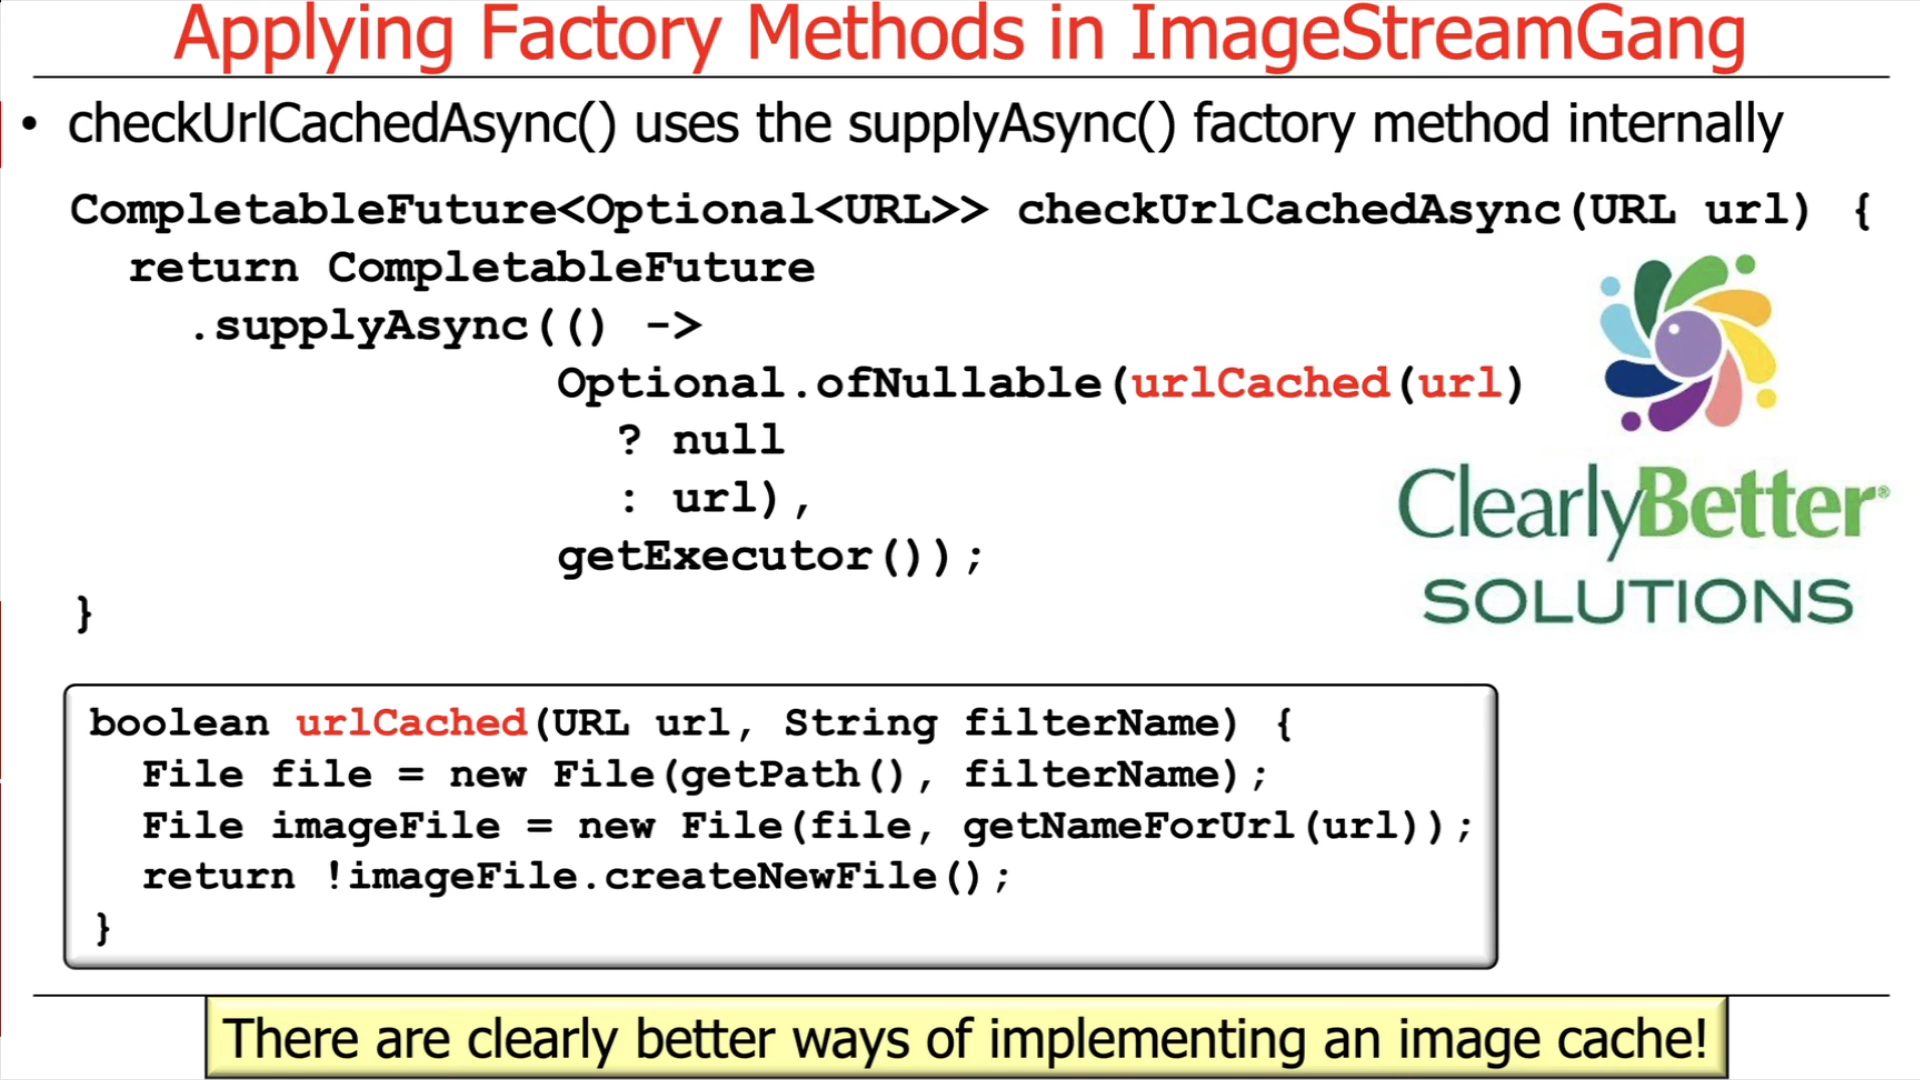 Applying Factory Methods in ImageStreamGang
• checkUrlCachedAsync() uses the supplyAsync() factory method internally
CompletableFuture<Optional<URL>> checkUrlCachedAsync(URL url) {
return CompletableFuture
.supplyAsync(() ->
Optional.ofNullable(urlCached(url)
? null
: url),
getExecutor());
}
ClearlyBetter®
SOLUTIONS
boolean urlCached(URL url, String filterName) {
File file = new File(getPath(), filterName);
File imageFile = new File(file, getNameForUrl(url));
return !imageFile.createNewFile();
}
There are clearly better ways of implementing an image cache!